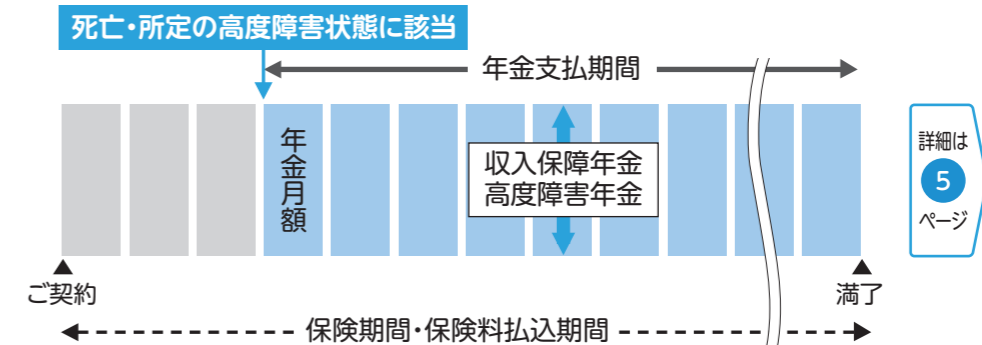 死亡・所定の高度障害状態に該当
年金支払期間
年金月額
収入保障年金
高度障害年金
詳細は
5
ページ
▲
ご契約
▲
満了
保険期間・保険料払込期間